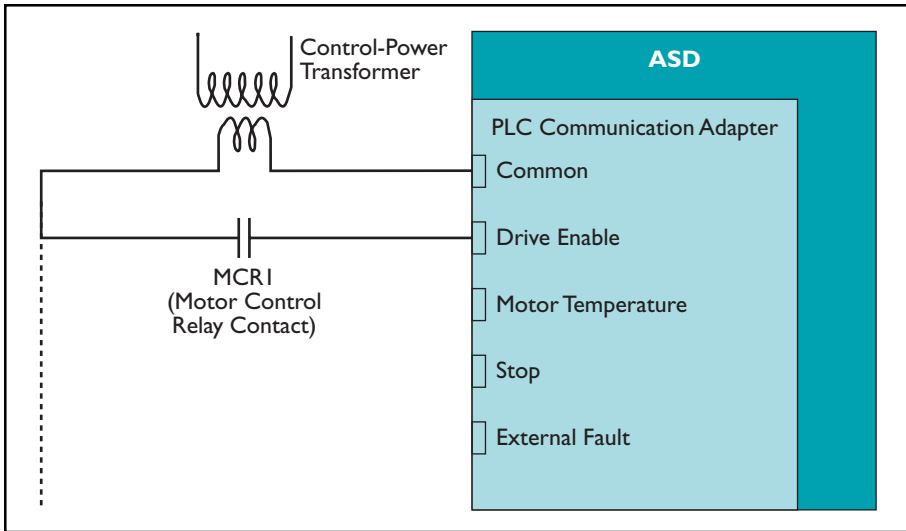 Control-Power
Transformer
ASD
PLC Communication Adapter
Common
Drive Enable
MCR1
(Motor Control
Relay Contact)
Motor Temperature
Stop
External Fault